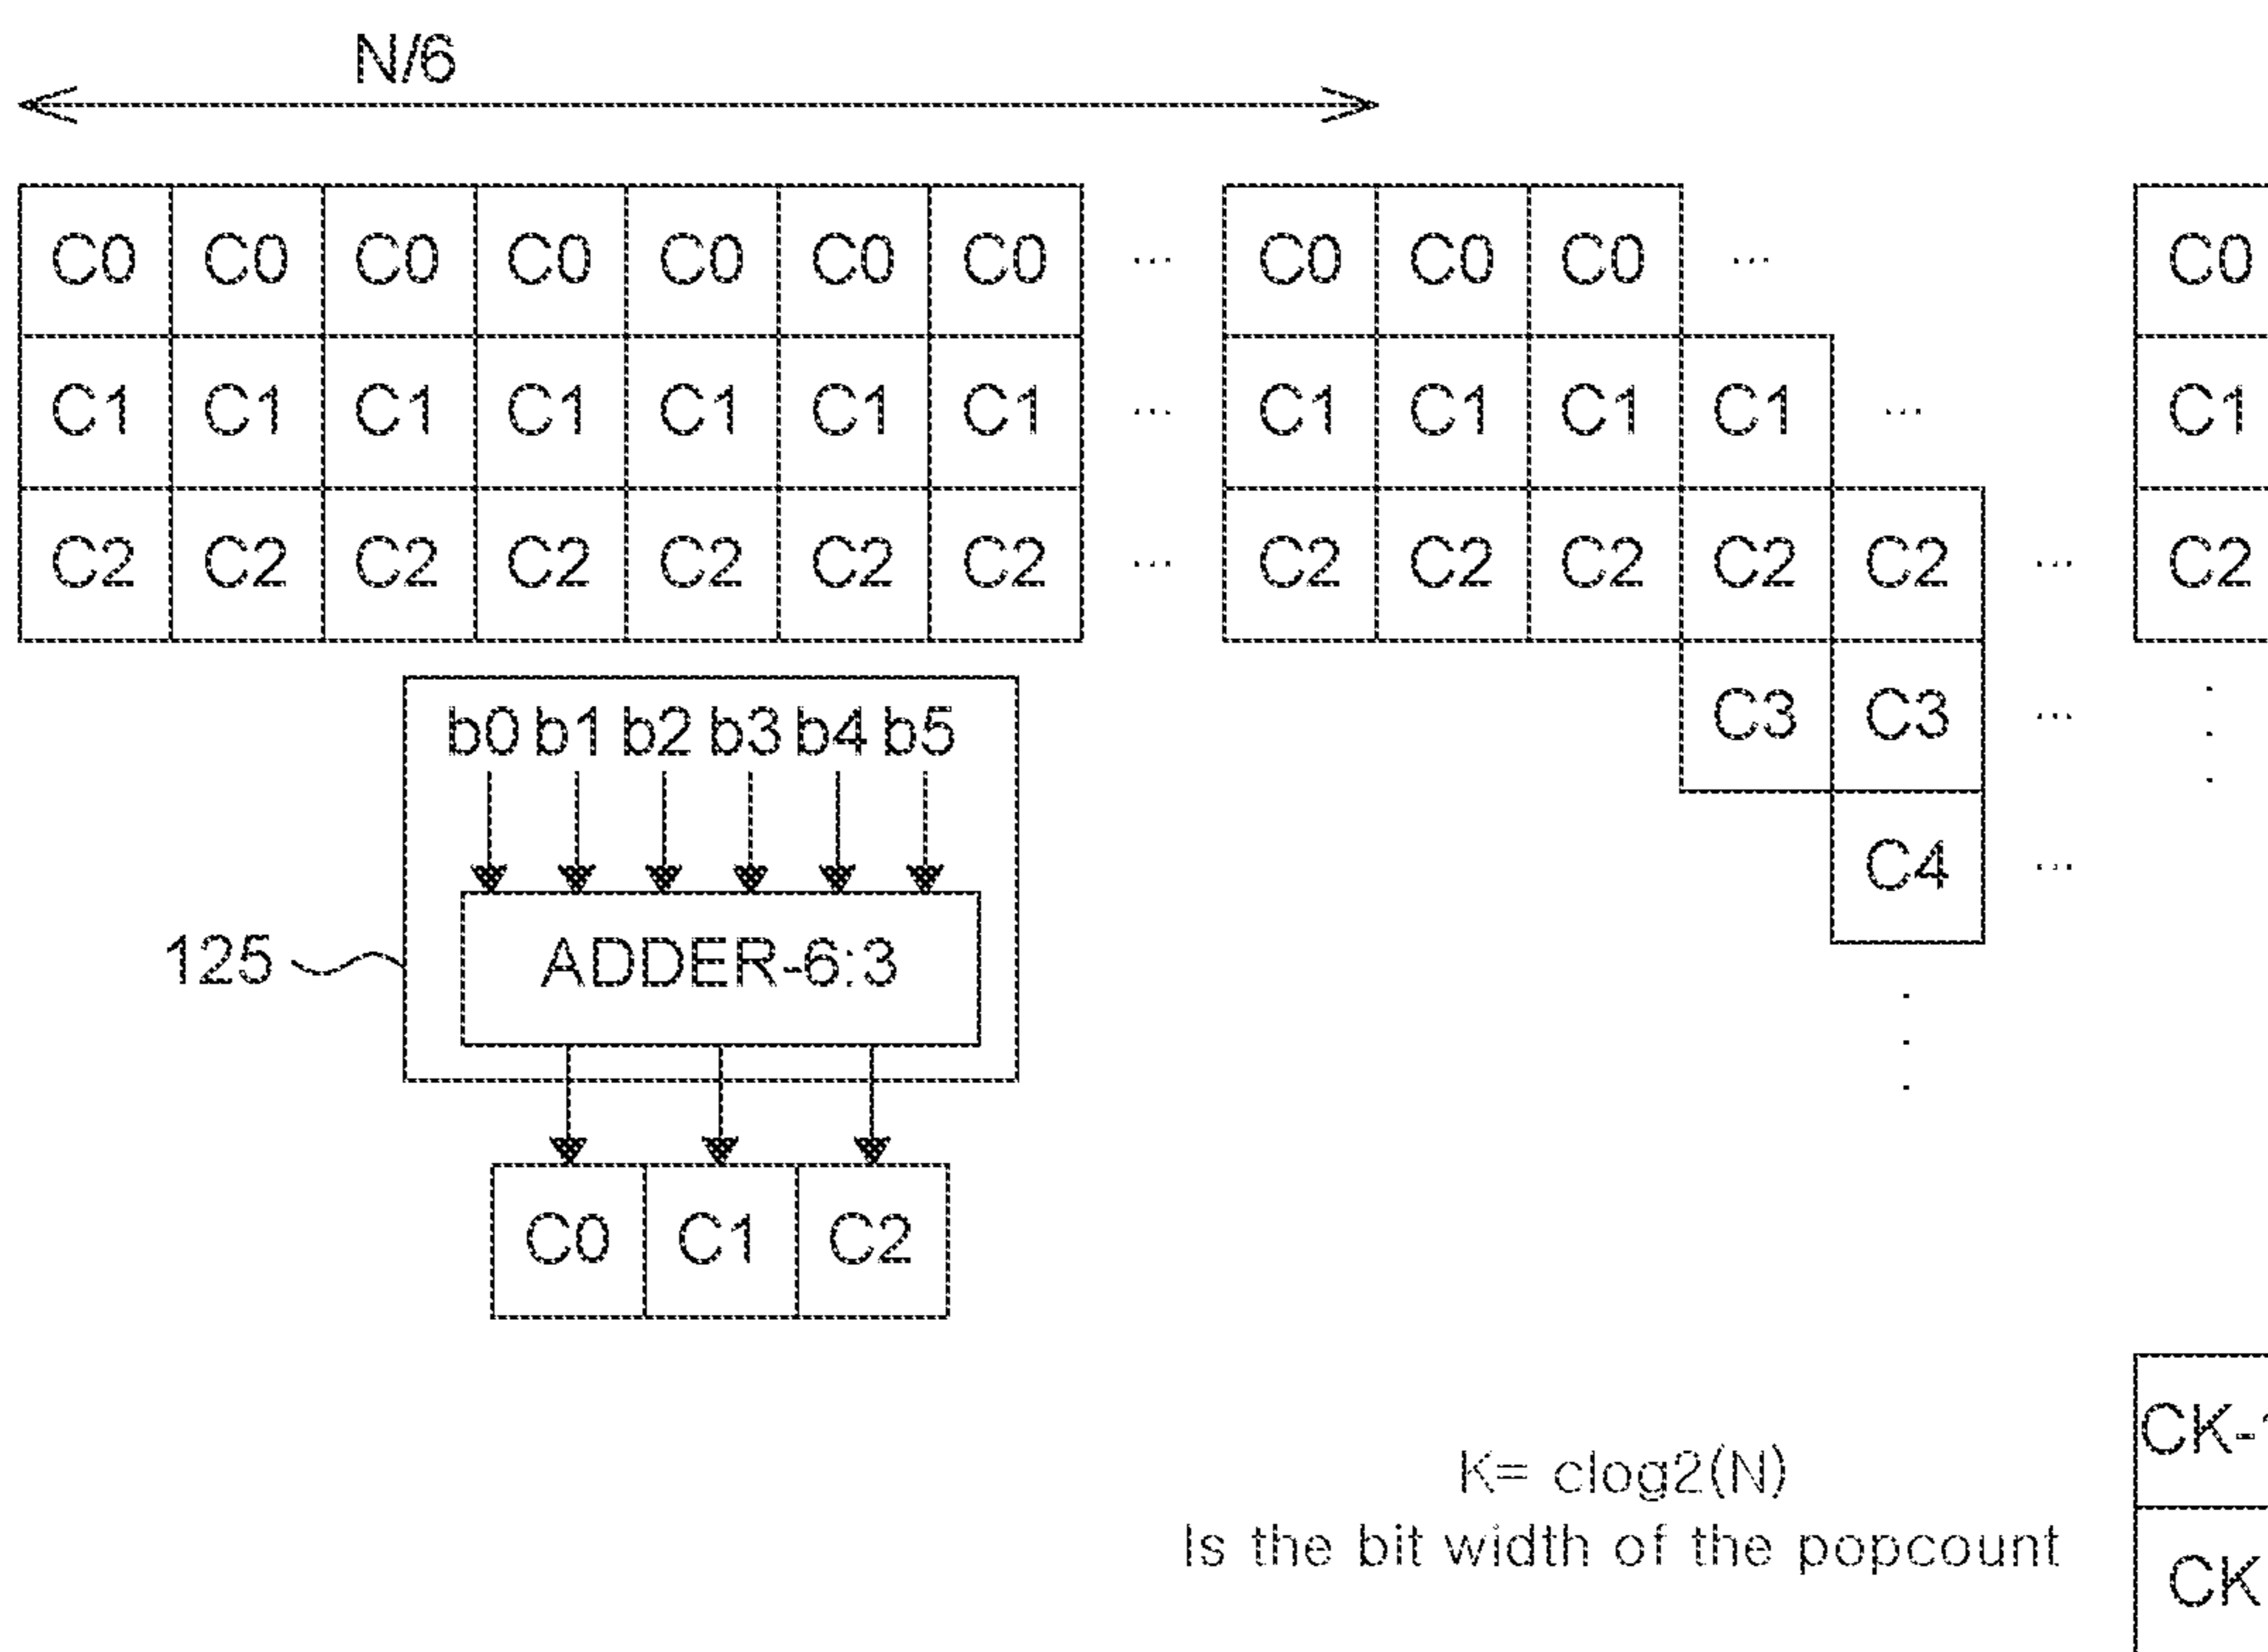 N/6
C0 C0 C0 C0 C0 C0 C0 ... C0 C0 C0 ... C0
C1 C1 C1 C1 C1 C1 C1 ... C1 C1 C1 C1 ... C1
C2 C2 C2 C2 C2 C2 C2 ... C2 C2 C2 C2 C2 ... C2
b0 b1 b2 b3 b4 b5
C3 C3 ...
C4 ...
125
ADDER-6:3
C0 C1 C2
K= clog2(N)
Is the bit width of the popcount
CK-1
CK